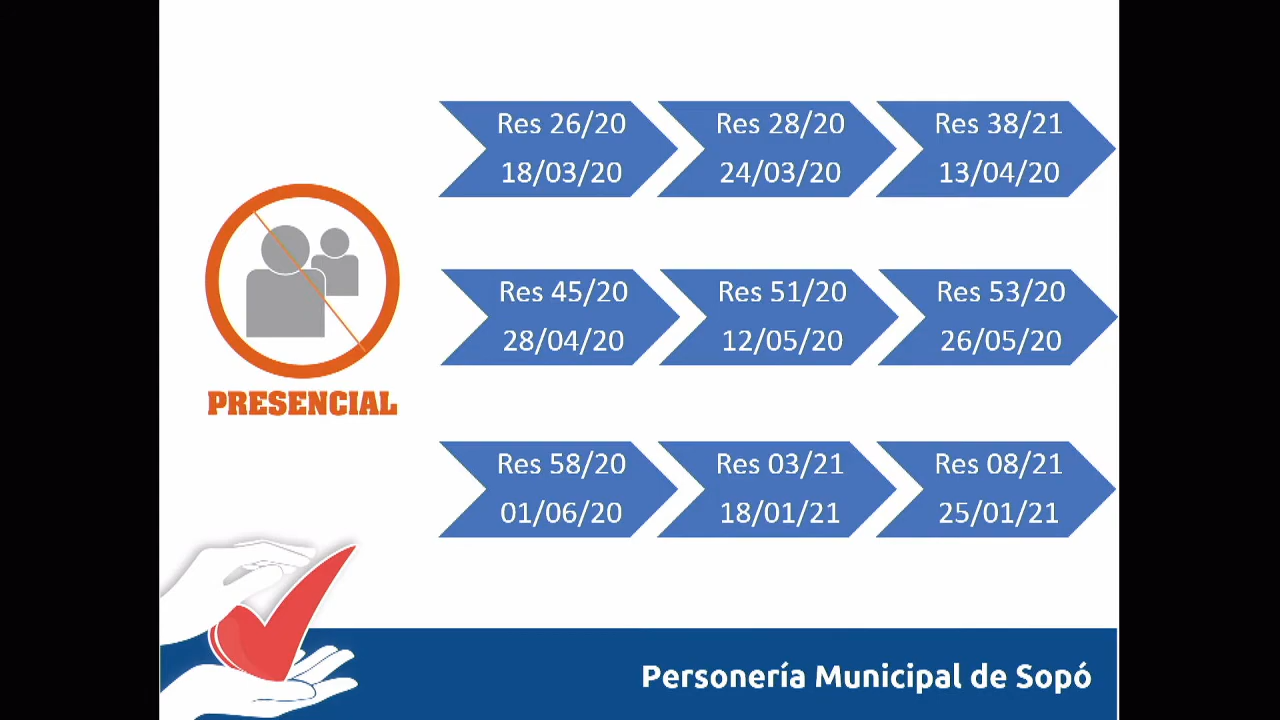 Res 26/20
18/03/20
Res 28/20
24/03/20
Res 38/21
13/04/20
Res 45/20
28/04/20
Res 51/20
12/05/20
Res 53/20
26/05/20
PRESENCIAL
Res 58/20
01/06/20
Res 03/21
18/01/21
Res 08/21
25/01/21
Personería Municipal de Sopó